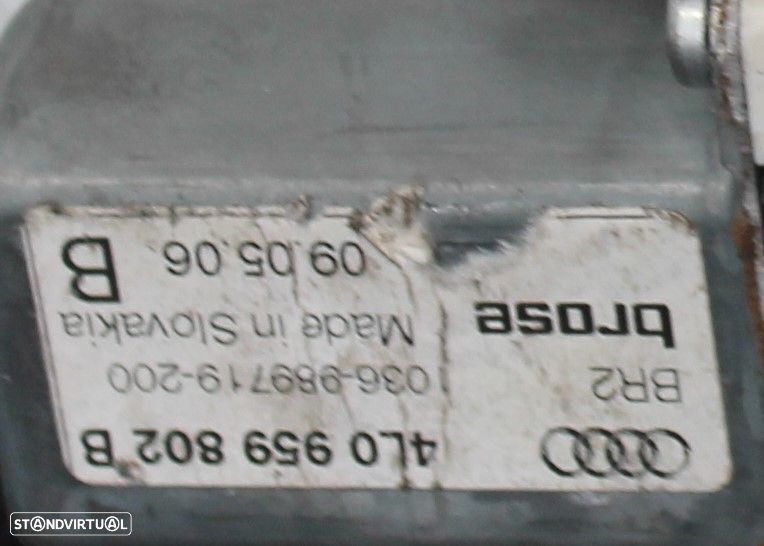 4L0 959 802 B
BR2 036-989719-200
brose Made in Slovakia
09.05.06 B
STANDVIRTUAL